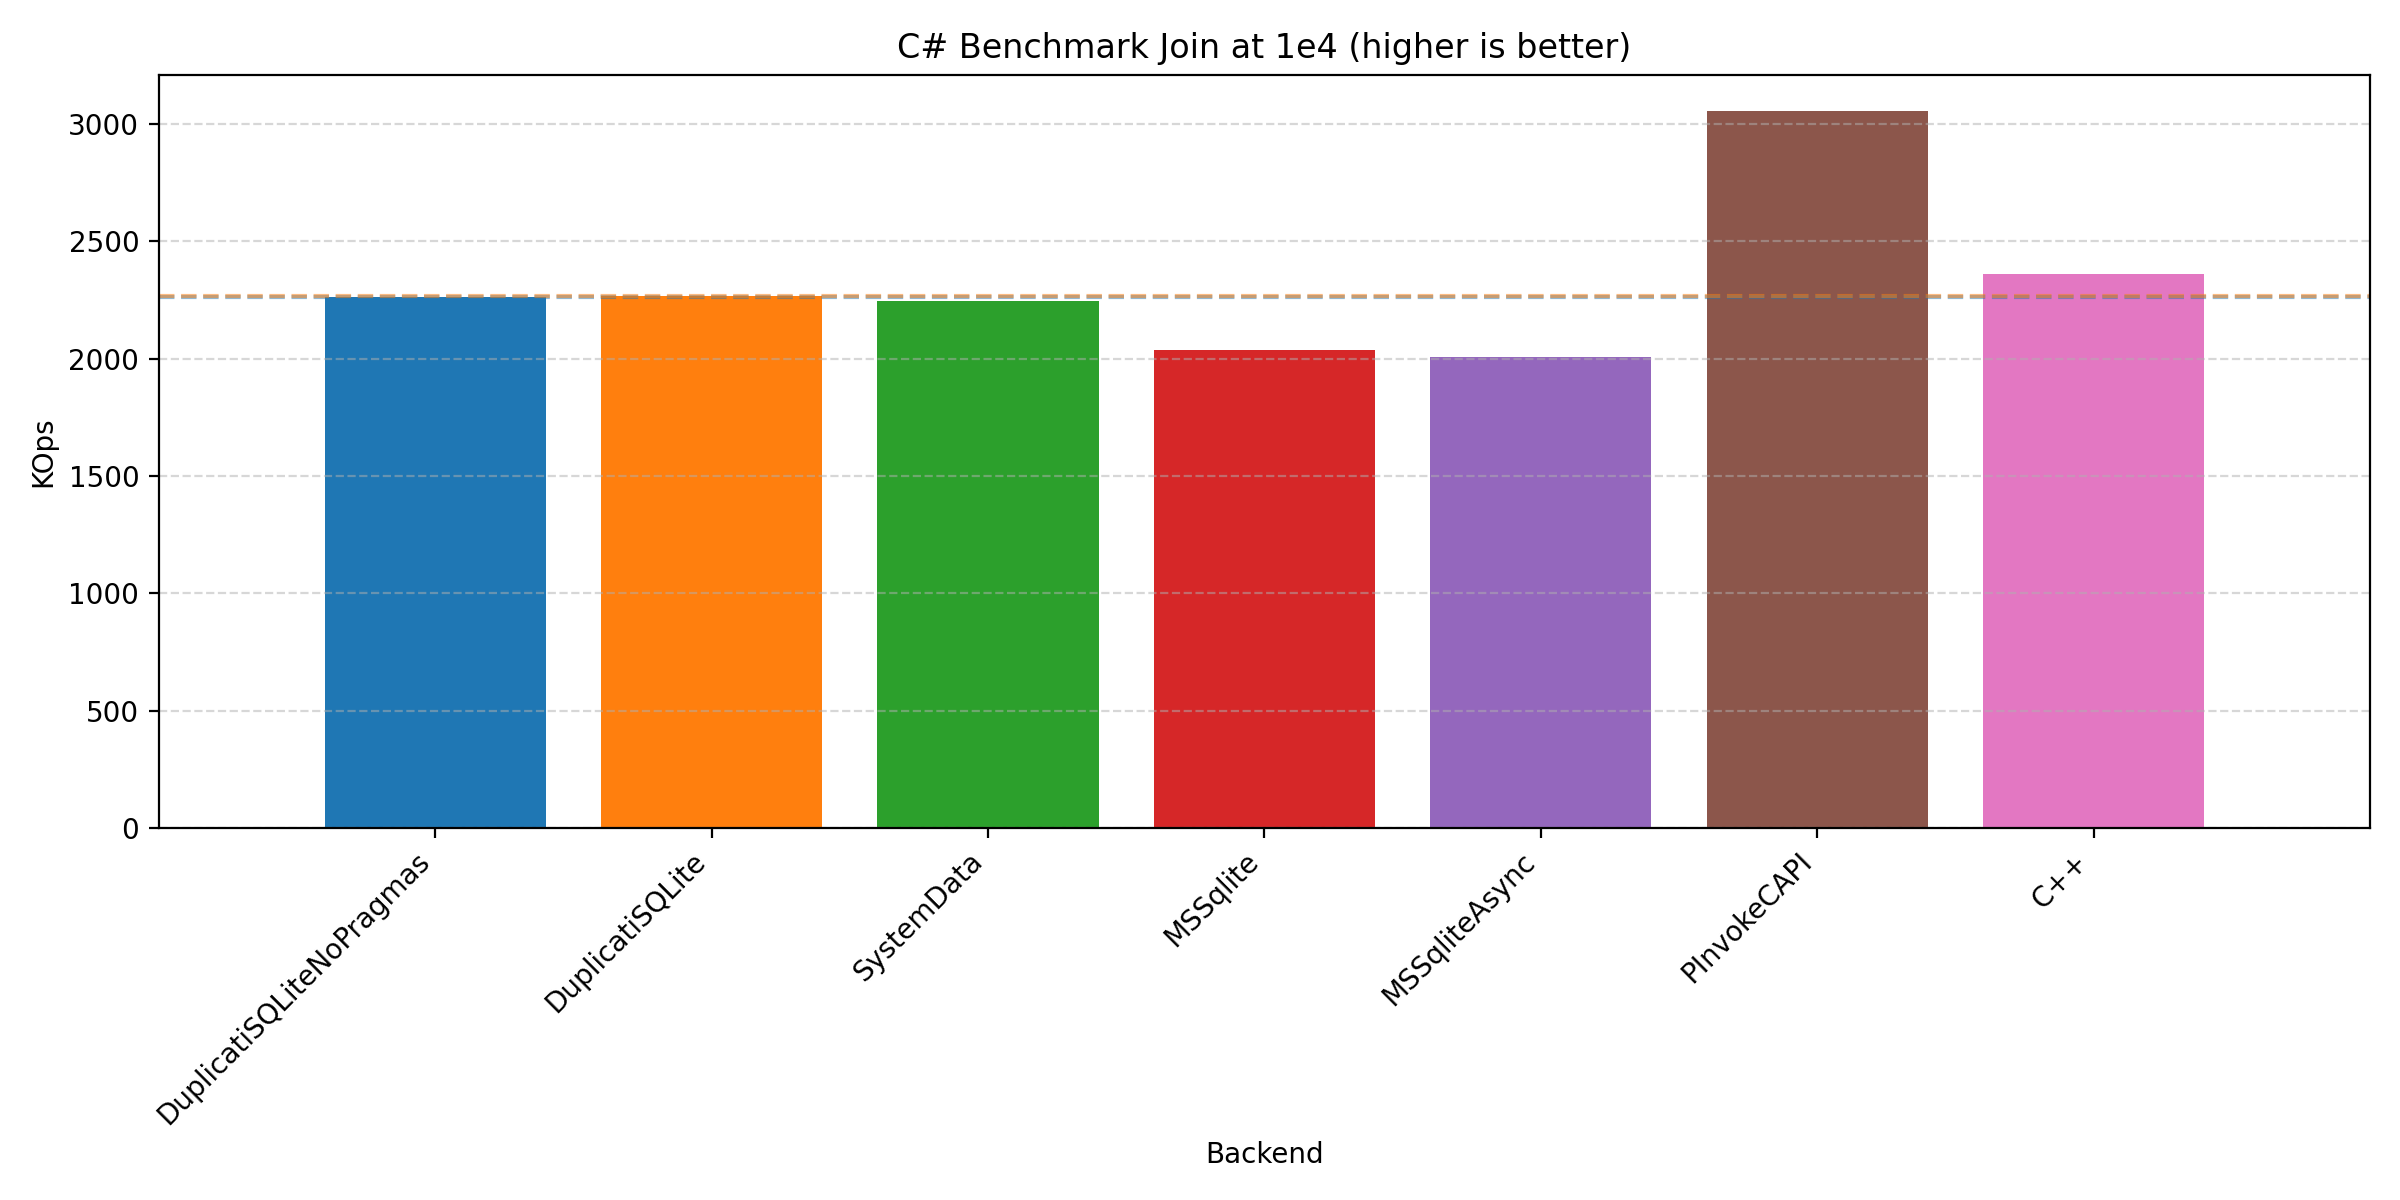 C# Benchmark Join at 1e4 (higher is better)
KOps
3000
2500
2000
1500
1000
500
0
DuplicatiSQLiteNoPragmas
DuplicatiSQLite
SystemData
MSSqlite
MSSqliteAsync
PInvokeCAPI
C++
Backend